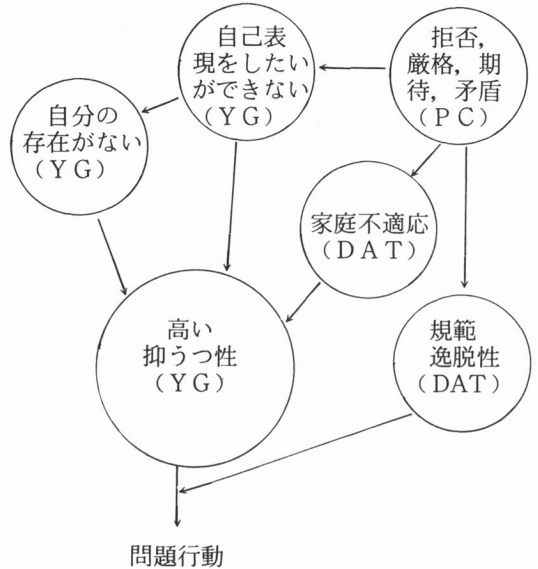 自己表
現をしたい
ができない
(ＹＧ)
拒否，
厳格，期
待，矛盾
(ＰＣ)
自分の
存在がない
(ＹＧ)
家庭不適応
(ＤＡＴ)
高い
抑うつ性
(ＹＧ)
規範
逸脱性
(DAT)
問題行動